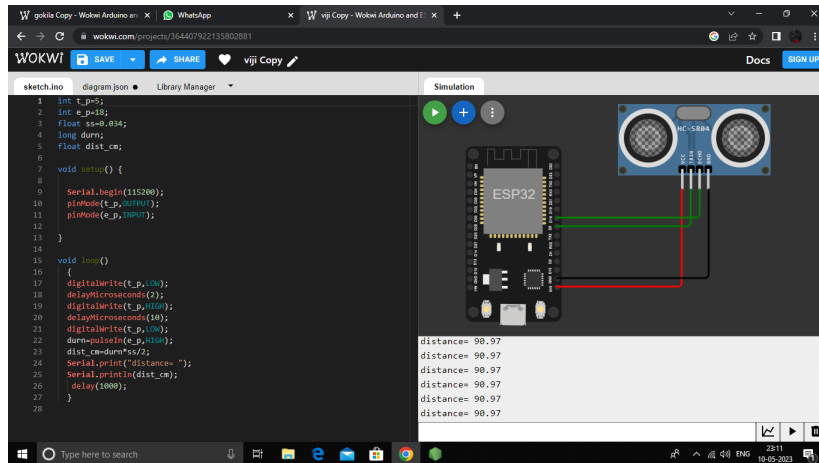 gokila Copy - Wokwi Arduino an
WhatsApp
viji Copy - Wokwi Arduino and E
wokwi.com/projects/364407922135802881
WOKWI
SAVE
SHARE
viji Copy
Docs
SIGN UP
sketch.ino
diagram.json
Library Manager
Simulation
1 int t_p=5;
2 int e_p=18;
3 float ss=0.034;
4 long durn;
5 float dist_cm;
6
7 void setup() {
8
9 Serial.begin(115200);
10 pinMode(t_p,OUTPUT);
11 pinMode(e_p,INPUT);
12
13 }
14
15 void loop()
16 {
17 digitalWrite(t_p,LOW);
18 delayMicroseconds(2);
19 digitalWrite(t_p,HIGH);
20 delayMicroseconds(10);
21 digitalWrite(t_p,LOW);
22 durn=pulseIn(e_p,HIGH);
23 dist_cm=durn*ss/2;
24 Serial.print("distance= ");
25 Serial.println(dist_cm);
26 delay(1000);
27 }
28
HC-SR04
VCC
TRIG
ECHO
GND
ESP32
distance= 90.97
distance= 90.97
distance= 90.97
distance= 90.97
distance= 90.97
distance= 90.97
Type here to search
ENG
23:11
10-05-2023